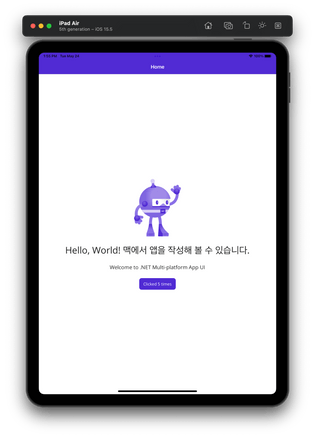 iPad Air
5th generation – iOS 15.5
Home
Hello, World! 맥에서 앱을 작성해 볼 수 있습니다.
Welcome to .NET Multi-platform App UI
Clicked 5 times